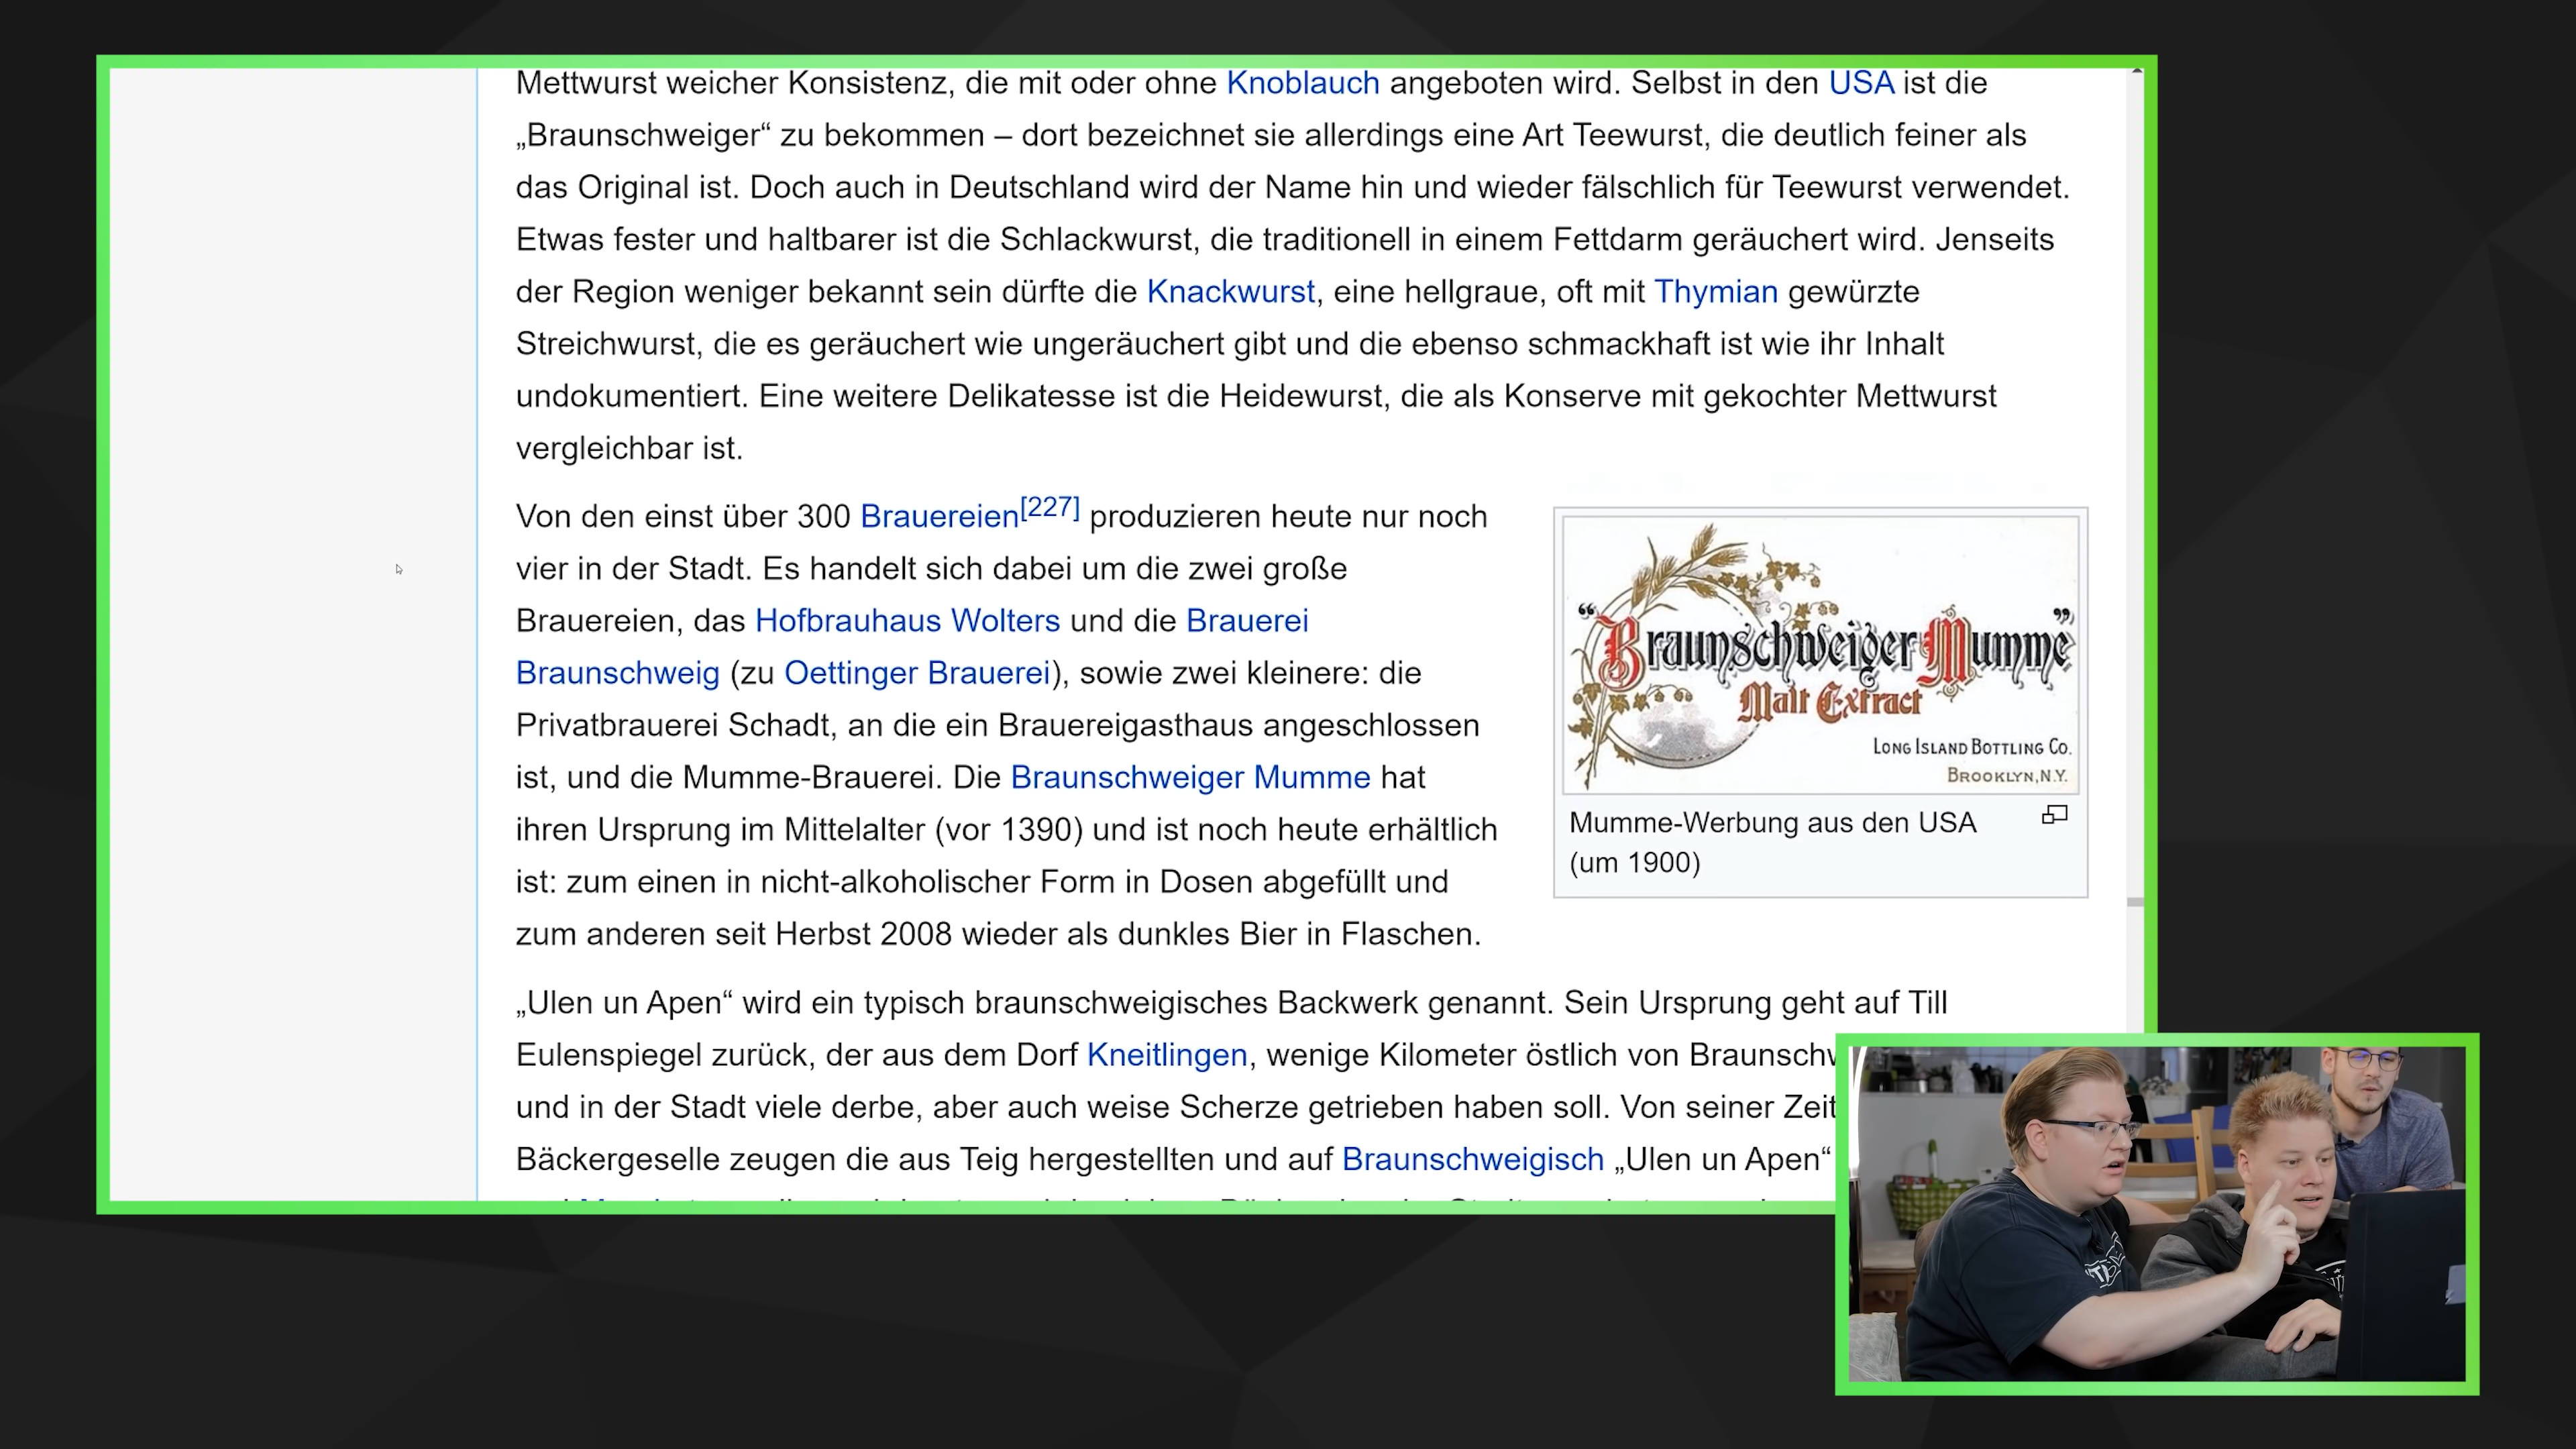 Mettwurst weicher Konsistenz, die mit oder ohne Knoblauch angeboten wird. Selbst in den USA ist die
„Braunschweiger“ zu bekommen – dort bezeichnet sie allerdings eine Art Teewurst, die deutlich feiner als
das Original ist. Doch auch in Deutschland wird der Name hin und wieder fälschlich für Teewurst verwendet.
Etwas fester und haltbarer ist die Schlackwurst, die traditionell in einem Fettdarm geräuchert wird. Jenseits
der Region weniger bekannt sein dürfte die Knackwurst, eine hellgraue, oft mit Thymian gewürzte
Streichwurst, die es geräuchert wie ungeräuchert gibt und die ebenso schmackhaft ist wie ihr Inhalt
undokumentiert. Eine weitere Delikatesse ist die Heidewurst, die als Konserve mit gekochter Mettwurst
vergleichbar ist.
Von den einst über 300 Brauereien[227] produzieren heute nur noch
vier in der Stadt. Es handelt sich dabei um die zwei große
Brauereien, das Hofbrauhaus Wolters und die Brauerei
Braunschweig (zu Oettinger Brauerei), sowie zwei kleinere: die
Privatbrauerei Schadt, an die ein Brauereigasthaus angeschlossen
ist, und die Mumme-Brauerei. Die Braunschweiger Mumme hat
ihren Ursprung im Mittelalter (vor 1390) und ist noch heute erhältlich
ist: zum einen in nicht-alkoholischer Form in Dosen abgefüllt und
zum anderen seit Herbst 2008 wieder als dunkles Bier in Flaschen.
“Braunschweiger Mumme”
Malt Extract
LONG ISLAND BOTTLING CO.
BROOKLYN, N.Y.
Mumme-Werbung aus den USA
(um 1900)
„Ulen un Apen“ wird ein typisch braunschweigisches Backwerk genannt. Sein Ursprung geht auf Till
Eulenspiegel zurück, der aus dem Dorf Kneitlingen, wenige Kilometer östlich von Braunschw
und in der Stadt viele derbe, aber auch weise Scherze getrieben haben soll. Von seiner Zeit
Bäckergeselle zeugen die aus Teig hergestellten und auf Braunschweigisch „Ulen un Apen“